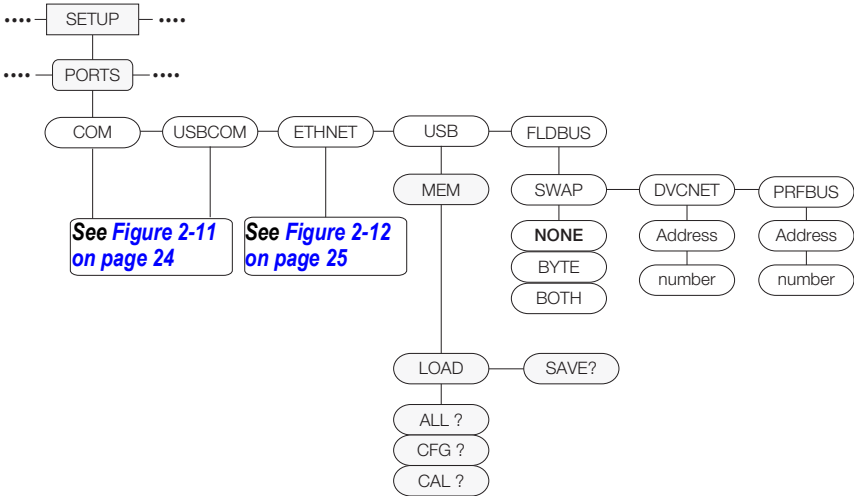 SETUP
PORTS
COM USBCOM ETHNET USB FLDBUS
MEM SWAP DVCNET PRFBUS
See Figure 2-11
on page 24
See Figure 2-12
on page 25
NONE Address Address
BYTE number number
BOTH
LOAD SAVE?
ALL ?
CFG ?
CAL ?